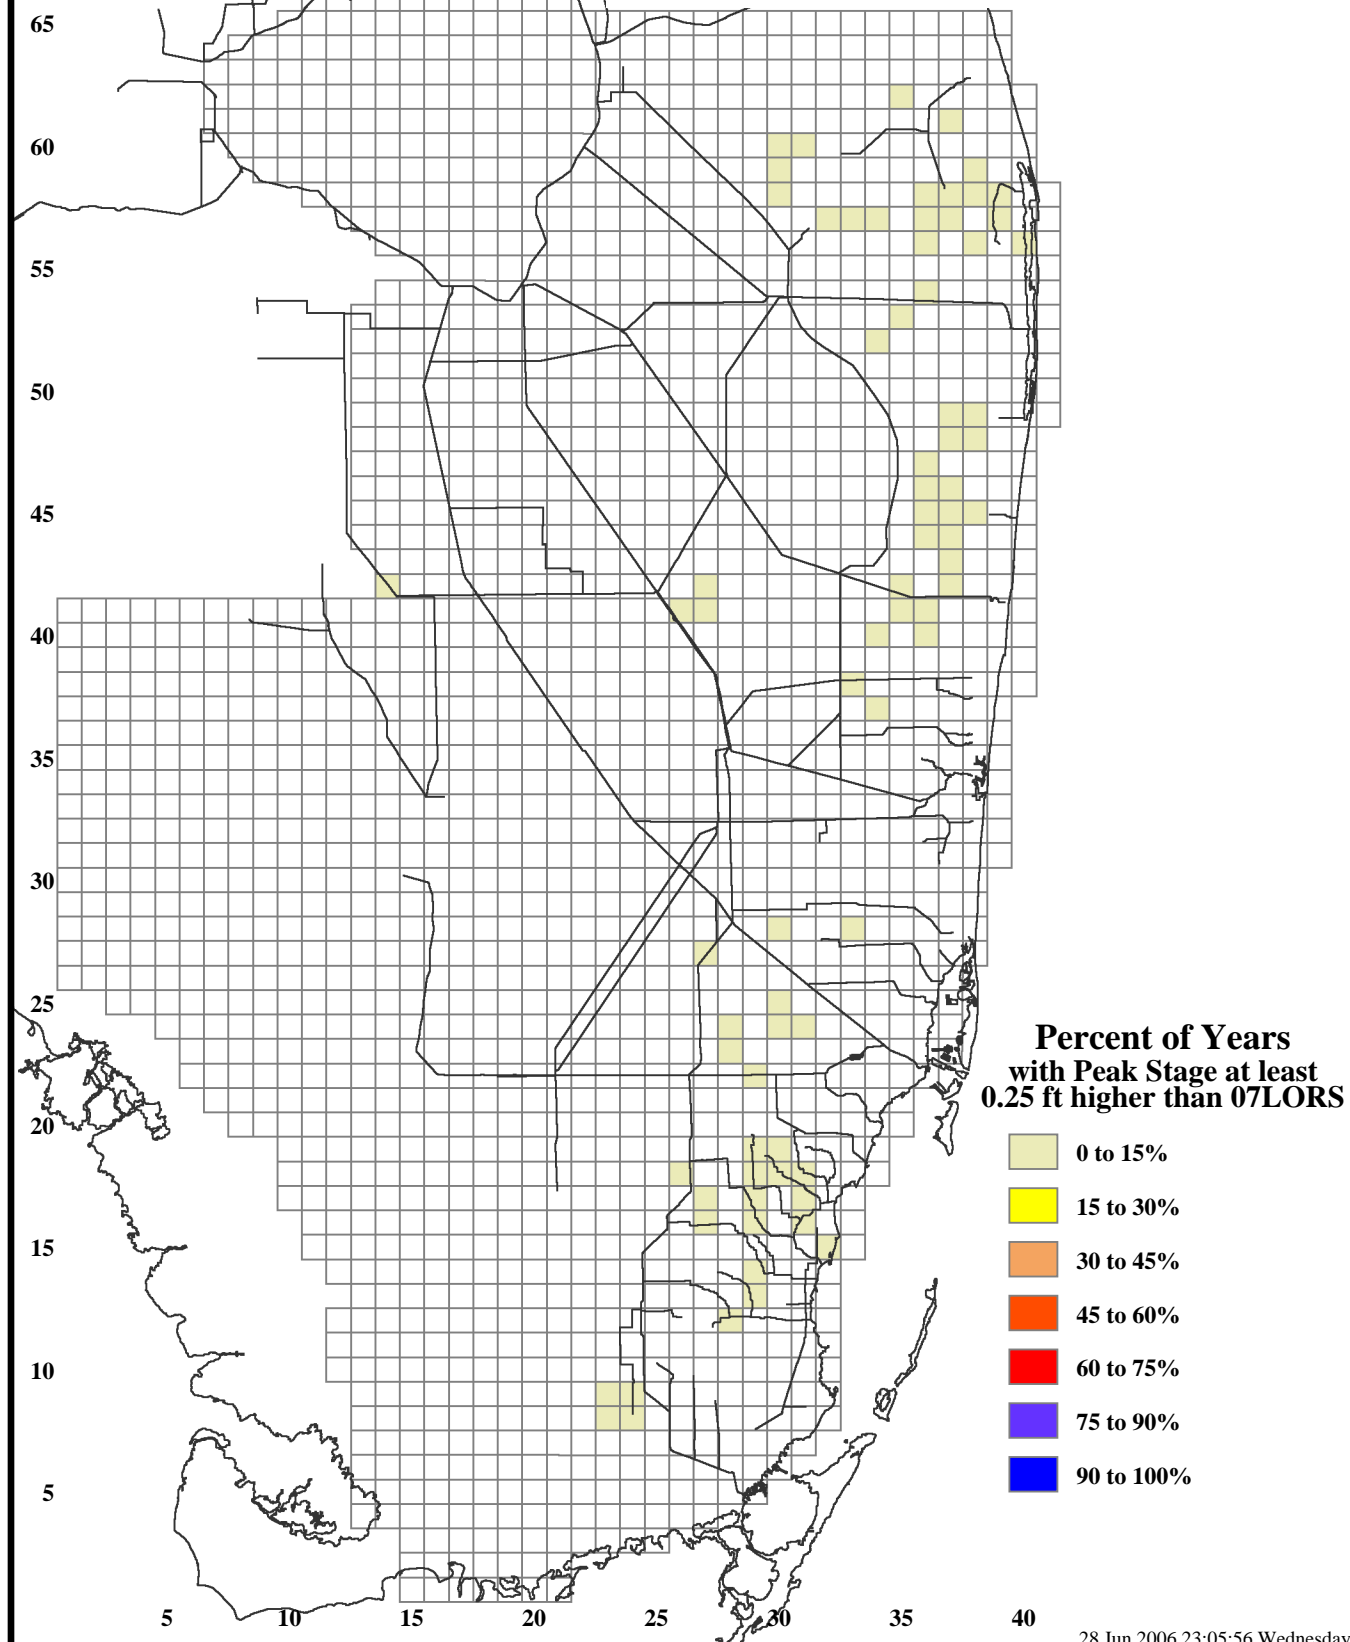 65
60
55
50
45
40
35
30
25
20
15
10
5
5 10 15 20 25 30 35 40
Percent of Years
with Peak Stage at least
0.25 ft higher than 07LORS
0 to 15%
15 to 30%
30 to 45%
45 to 60%
60 to 75%
75 to 90%
90 to 100%
28 Jun 2006 23:05:56 Wednesday